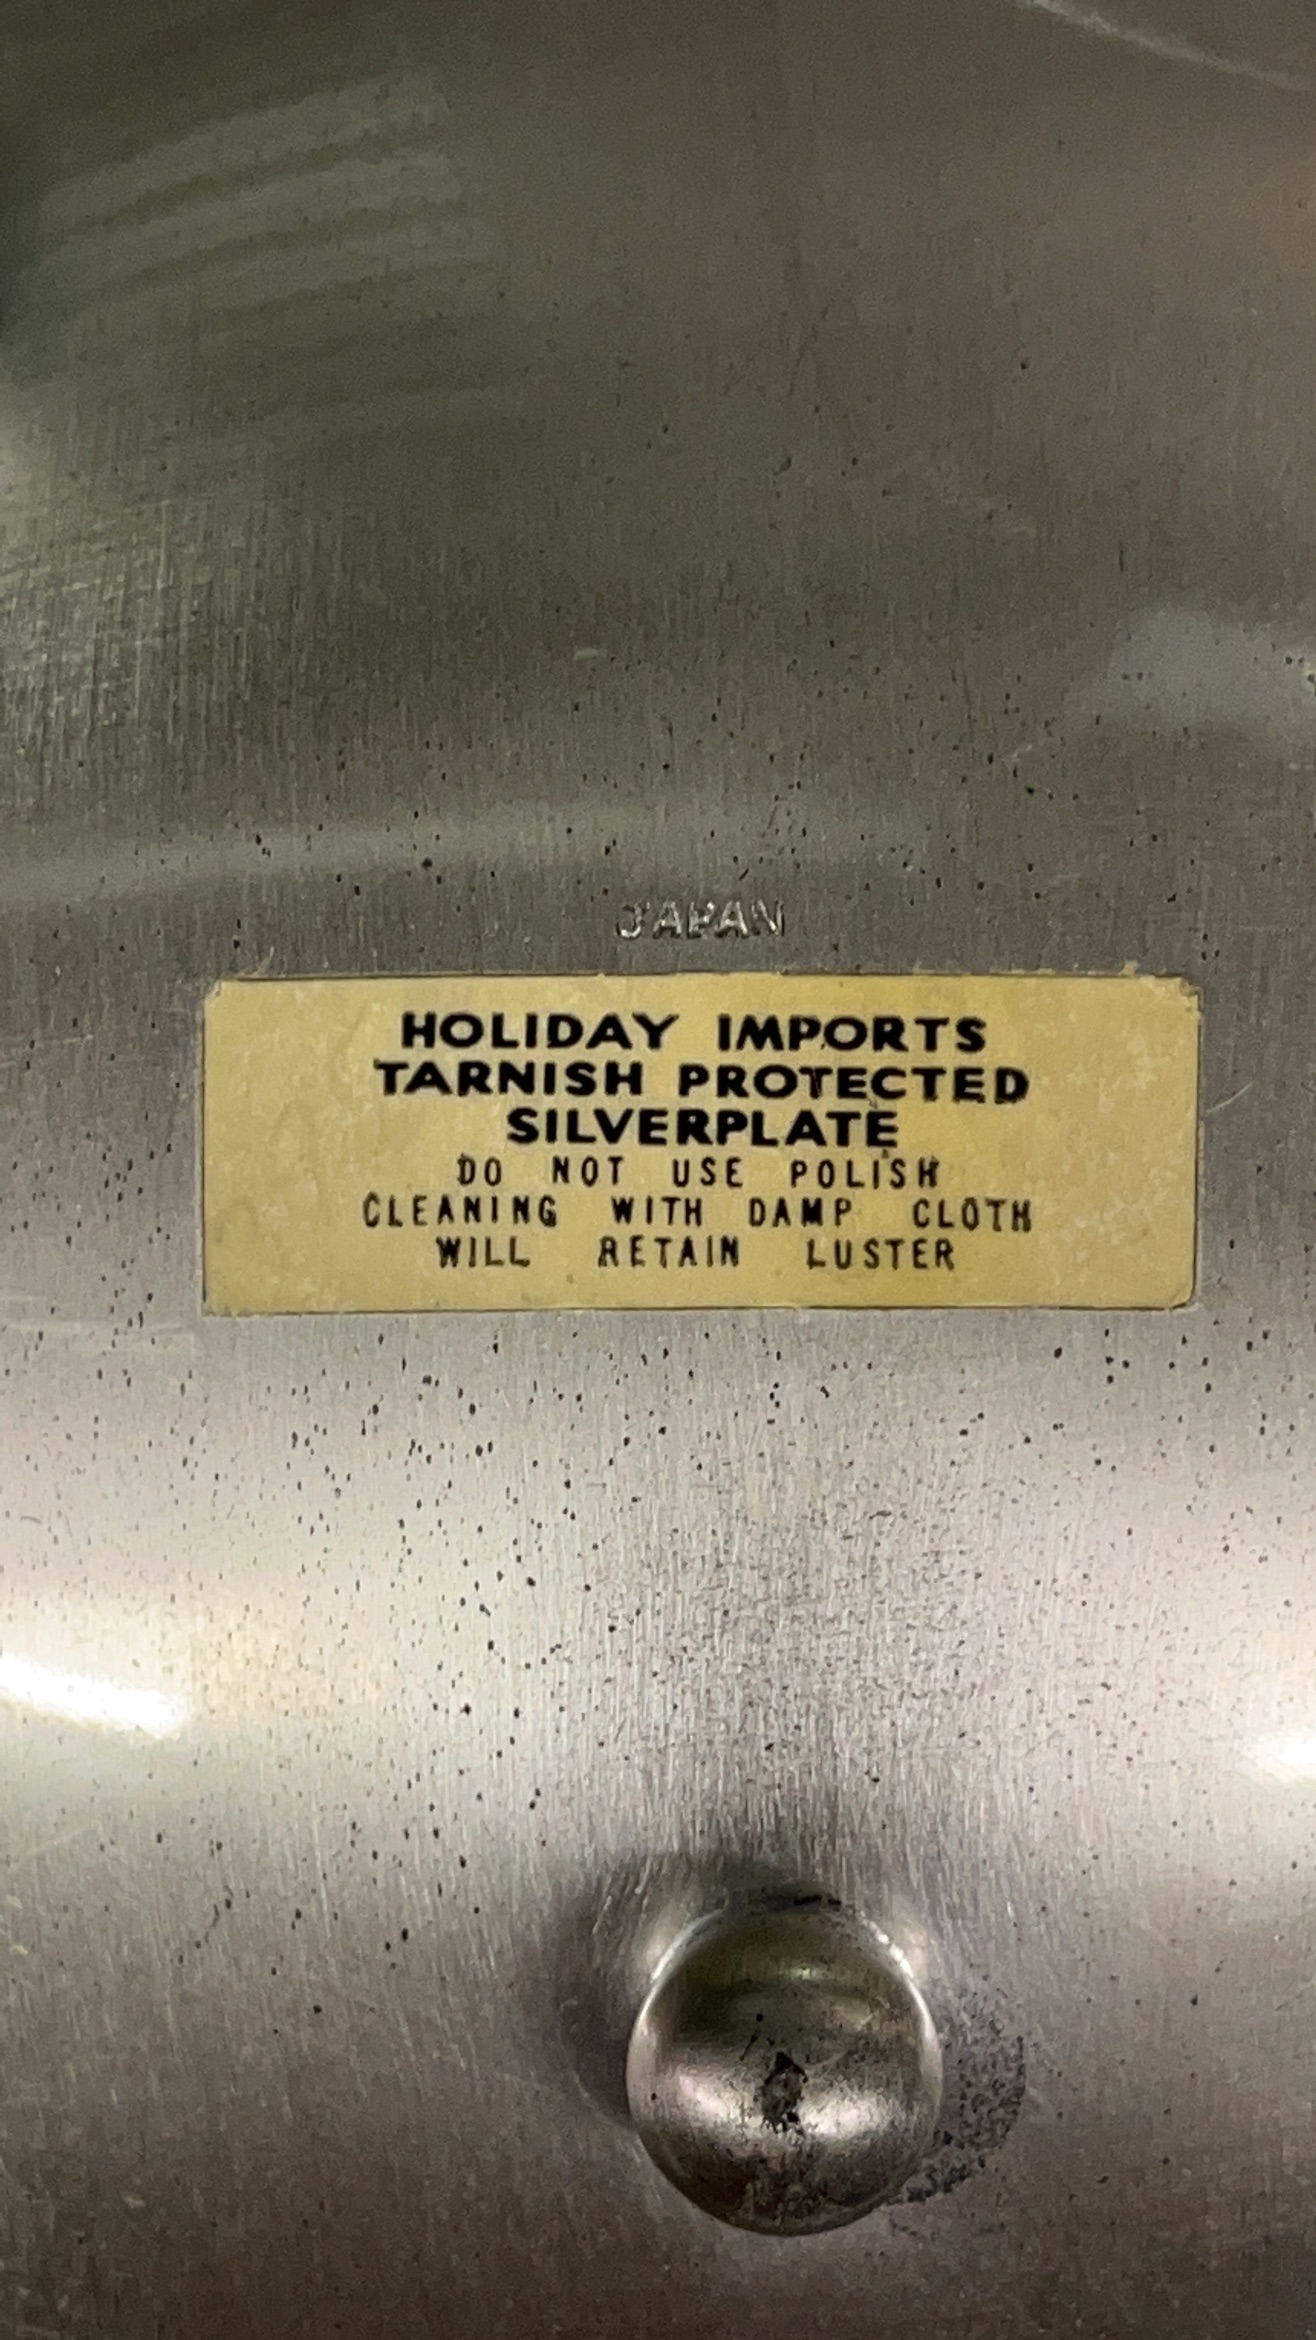 JAPAN
HOLIDAY IMPORTS
TARNISH PROTECTED
SILVERPLATE
DO NOT USE POLISH
CLEANING WITH DAMP CLOTH
WILL RETAIN LUSTER